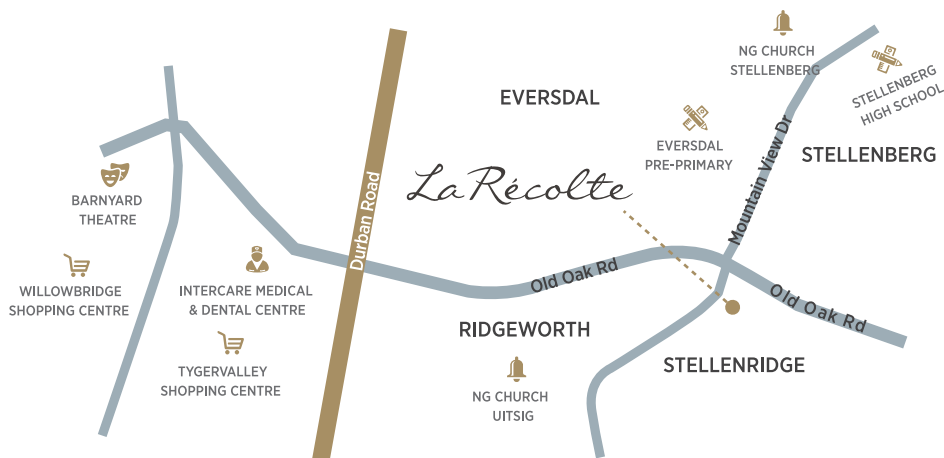 NG CHURCH
STELLENBERG
STELLENBERG
HIGH SCHOOL
EVERSDAL
EVERSDAL
PRE-PRIMARY
Mountain View Dr
STELLENBERG
La Récolte
BARNYARD
THEATRE
Durban Road
WILLOWBRIDGE
SHOPPING CENTRE
INTERCARE MEDICAL
& DENTAL CENTRE
Old Oak Rd
Old Oak Rd
RIDGEWORTH
STELLENRIDGE
TYGERVALLEY
SHOPPING CENTRE
NG CHURCH
UITSIG